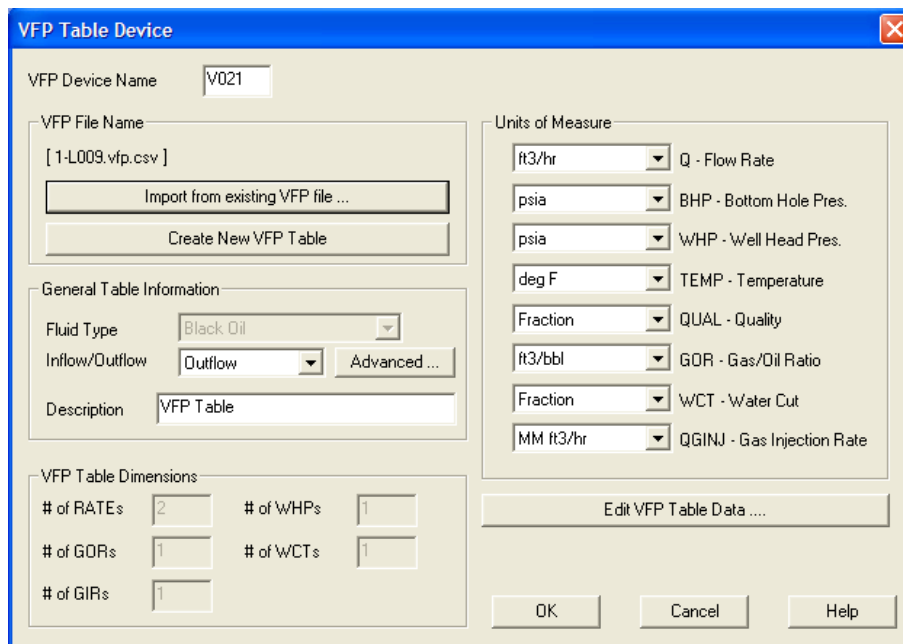 VFP Table Device
VFP Device Name V021
VFP File Name
[ 1-L009.vfp.csv ]
Import from existing VFP file ...
Create New VFP Table
General Table Information
Fluid Type Black Oil
Inflow/Outflow Outflow Advanced ...
Description VFP Table
VFP Table Dimensions
# of RATEs 2 # of WHPs 1
# of GORs 1 # of WCTs 1
# of GIRs 1
Units of Measure
ft3/hr Q - Flow Rate
psia BHP - Bottom Hole Pres.
psia WHP - Well Head Pres.
deg F TEMP - Temperature
Fraction QUAL - Quality
ft3/bbl GOR - Gas/Oil Ratio
Fraction WCT - Water Cut
MM ft3/hr QGINJ - Gas Injection Rate
Edit VFP Table Data ....
OK Cancel Help